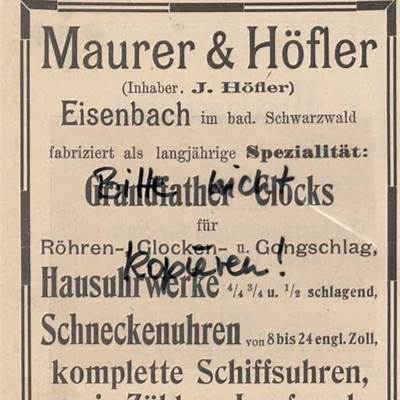 Maurer & Höfler
(Inhaber. J. Höfler)
Eisenbach im bad. Schwarzwald
fabriziert als langjährige Spezialität:
Grandfather Clocks
Bitte nicht
für
Röhren-, Glocken- u. Gongschlag,
kopieren!
Hausuhrwerke 4/4 3/4 u. 1/2 schlagend,
Schneckenuhren von 8 bis 24 engl. Zoll,
komplette Schiffsuhren,